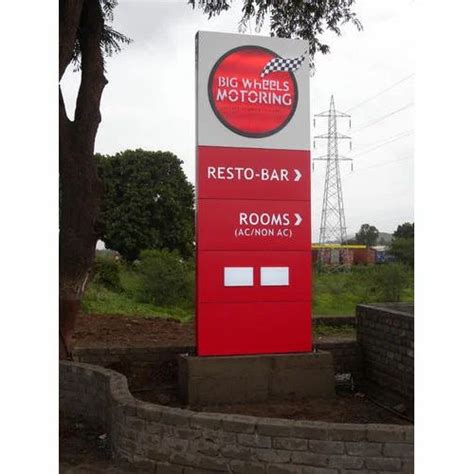 BIG WHEELS
MOTORING
RESTO-BAR
ROOMS
(AC/NON AC)